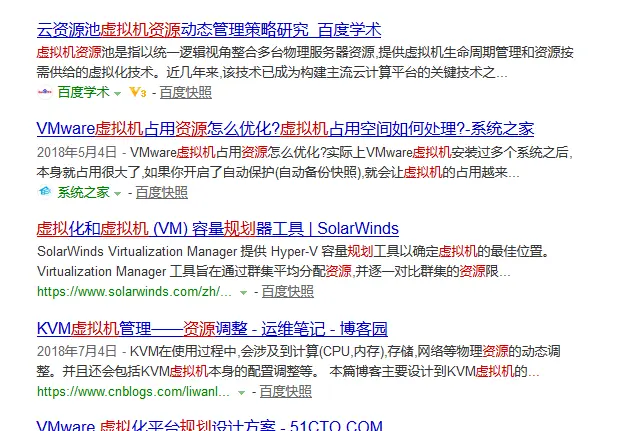 云资源池虚拟机资源动态管理策略研究_百度学术
虚拟机资源池是指以统一逻辑视角整合多台物理服务器资源,提供虚拟机生命周期管理和资源按
需供给的虚拟化技术。近几年来,该技术已成为构建主流云计算平台的关键技术之...
百度学术 V3 - 百度快照
VMware虚拟机占用资源怎么优化?虚拟机占用空间如何处理?-系统之家
2018年5月4日 - VMware虚拟机占用资源怎么优化?实际上VMware虚拟机安装过多个系统之后,
本身就占用很大了,如果你开启了自动保护(自动备份快照),就会让虚拟机的占用越来...
系统之家 - 百度快照
虚拟化和虚拟机 (VM) 容量规划器工具 | SolarWinds
SolarWinds Virtualization Manager 提供 Hyper-V 容量规划工具以确定虚拟机的最佳位置。
Virtualization Manager 工具旨在通过群集平均分配资源,并逐一对比群集的资源限...
https://www.solarwinds.com/zh/... - 百度快照
KVM虚拟机管理——资源调整 - 运维笔记 - 博客园
2018年7月4日 - KVM在使用过程中,会涉及到计算(CPU,内存),存储,网络等物理资源的动态调
整。并且还会包括KVM虚拟机本身的配置调整等。 本篇博客主要设计到KVM虚拟机的...
https://www.cnblogs.com/liwanl... - 百度快照
VMware 虚拟化平台规划设计方案 - 51CTO.COM